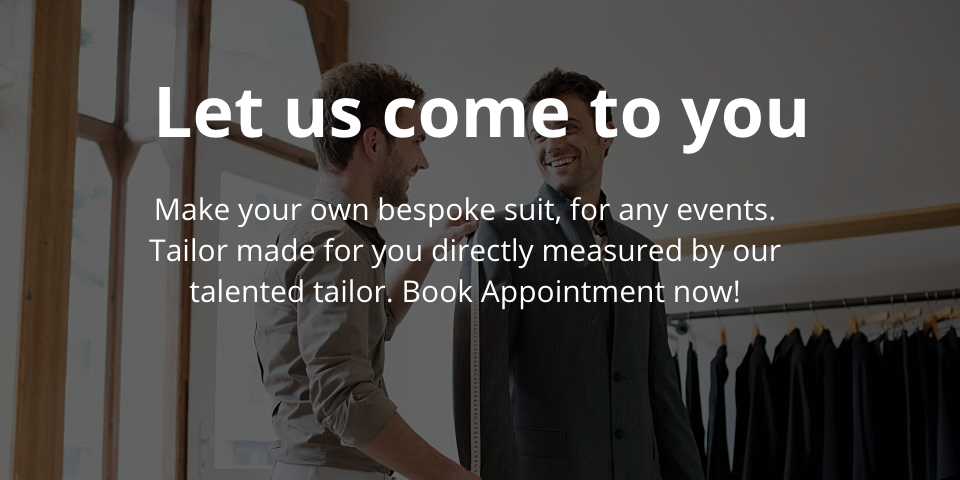 Let us come to you
Make your own bespoke suit, for any events.
Tailor made for you directly measured by our
talented tailor. Book Appointment now!